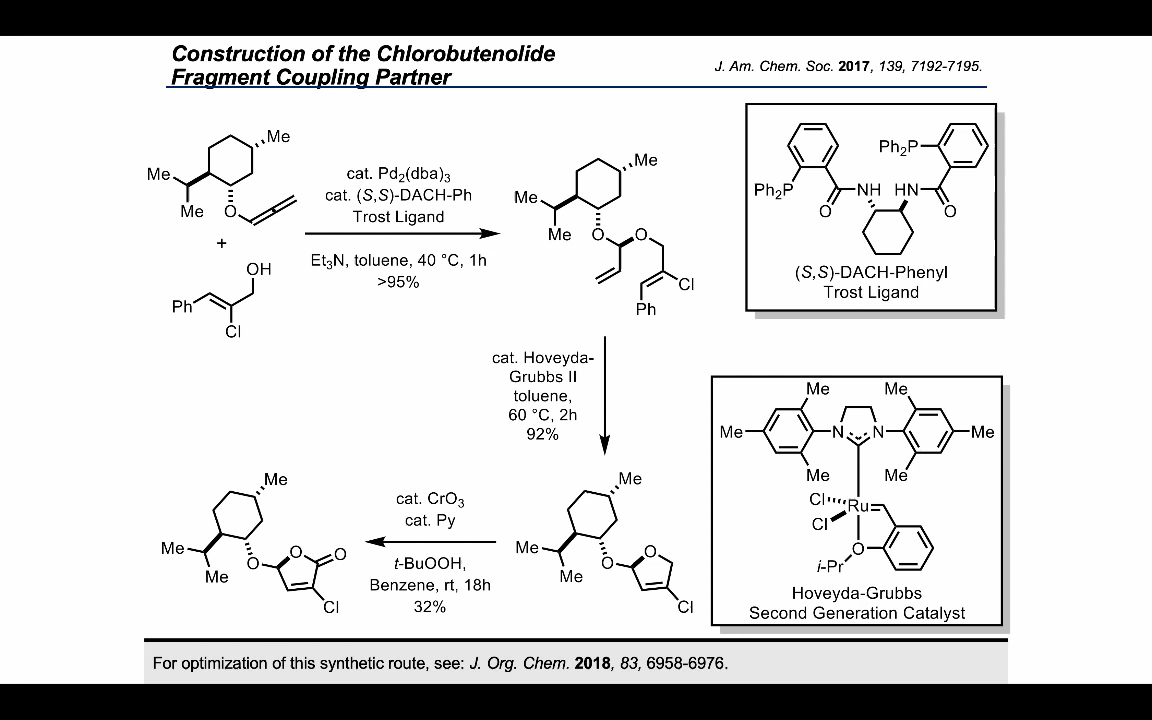 Construction of the Chlorobutenolide
Fragment Coupling Partner
J. Am. Chem. Soc. 2017, 139, 7192-7195.
Me
Me
Me
O
+
OH
Ph
Cl
cat. Pd2(dba)3
cat. (S,S)-DACH-Ph
Trost Ligand
Et3N, toluene, 40 °C, 1h
>95%
Me
Me
Me
O
O
Cl
Ph
Ph2P
Ph2P
NH
HN
O
O
(S,S)-DACH-Phenyl
Trost Ligand
cat. Hoveyda-
Grubbs II
toluene,
60 °C, 2h
92%
Me
Me
Me
N
N
Me
Me
Me
Cl
Cl
Ru
O
i-Pr
Hoveyda-Grubbs
Second Generation Catalyst
Me
Me
Me
O
O
Cl
cat. CrO3
cat. Py
t-BuOOH,
Benzene, rt, 18h
32%
Me
Me
Me
O
O
O
Cl
For optimization of this synthetic route, see: J. Org. Chem. 2018, 83, 6958-6976.